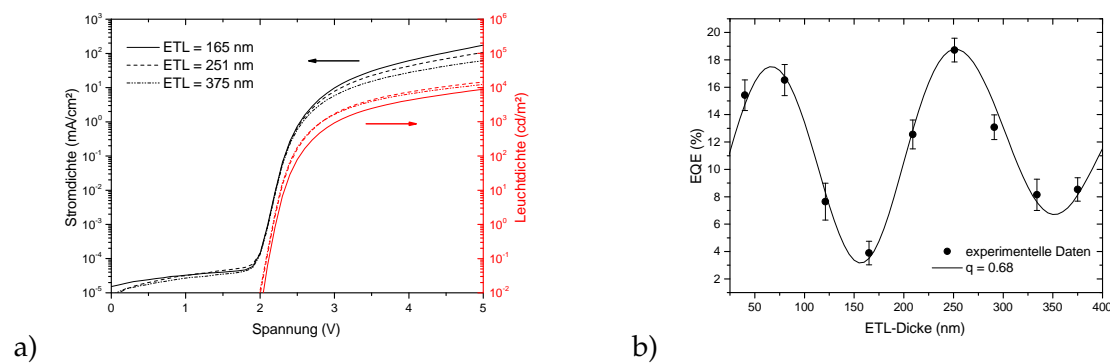 ETL = 165 nm
ETL = 251 nm
ETL = 375 nm
Stromdichte (mA/cm²)
10³
10²
10¹
10⁰
10⁻¹
10⁻²
10⁻³
10⁻⁴
10⁻⁵
0 1 2 3 4 5
Spannung (V)
10⁶
10⁵
10⁴
10³
10²
10¹
10⁰
10⁻¹
10⁻²
Leuchtdichte (cd/m²)
a)
EQE (%)
20
18
16
14
12
10
8
6
4
2
experimentelle Daten
q = 0.68
50 100 150 200 250 300 350 400
ETL-Dicke (nm)
b)